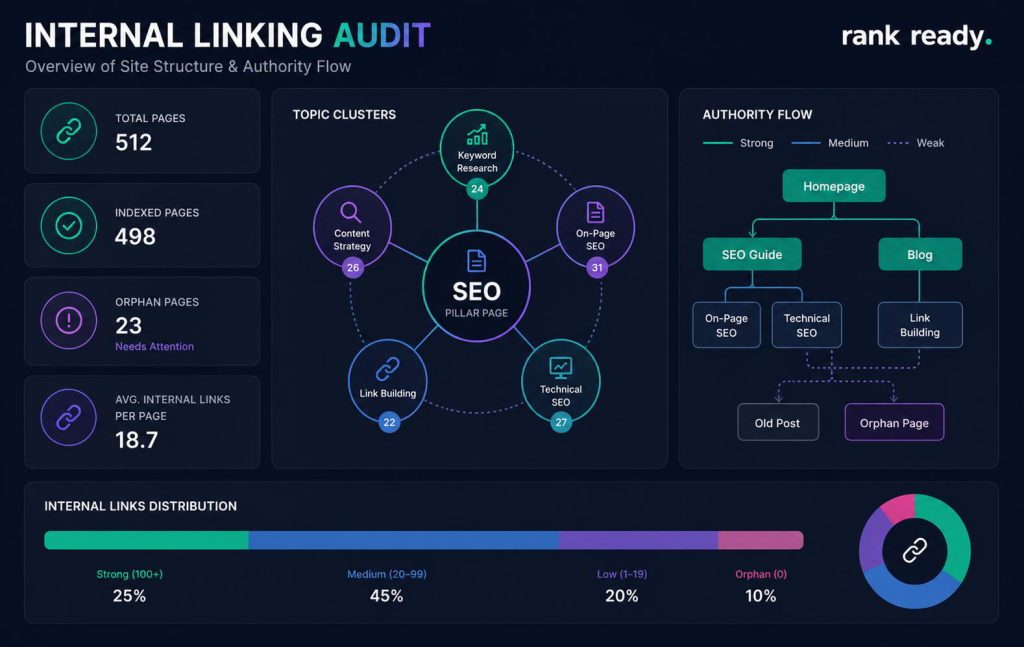 INTERNAL LINKING AUDIT
rank ready.
Overview of Site Structure & Authority Flow
TOTAL PAGES
512
INDEXED PAGES
498
ORPHAN PAGES
23
Needs Attention
AVG. INTERNAL LINKS
PER PAGE
18.7
TOPIC CLUSTERS
Keyword
Research
24
Content
Strategy
26
On-Page
SEO
31
SEO
PILLAR PAGE
Link Building
22
Technical
SEO
27
AUTHORITY FLOW
Strong
Medium
Weak
Homepage
SEO Guide
Blog
On-Page
SEO
Technical
SEO
Link
Building
Old Post
Orphan Page
INTERNAL LINKS DISTRIBUTION
Strong (100+)
25%
Medium (20–99)
45%
Low (1–19)
20%
Orphan (0)
10%